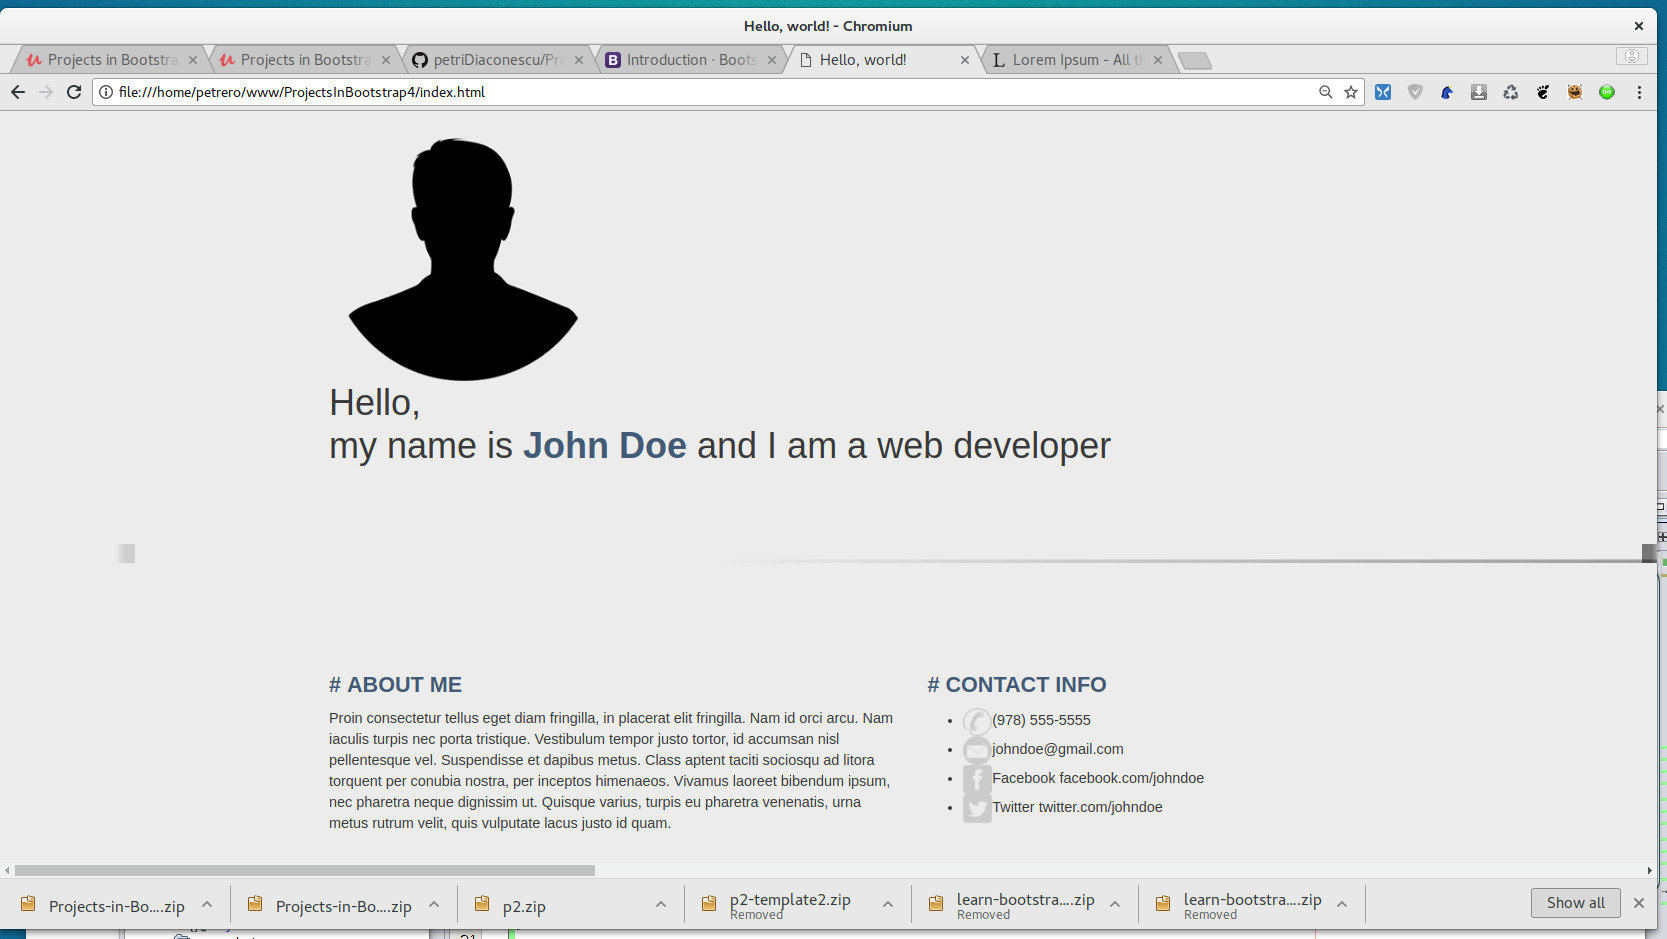 Hello, world! - Chromium
Projects in Bootstra
Projects in Bootstra
petriDiaconescu/Pro
Introduction · Boots
Hello, world!
Lorem Ipsum - All th
file:///home/petrero/www/ProjectsInBootstrap4/index.html
Hello,
my name is John Doe and I am a web developer
# ABOUT ME
Proin consectetur tellus eget diam fringilla, in placerat elit fringilla. Nam id orci arcu. Nam
iaculis turpis nec porta tristique. Vestibulum tempor justo tortor, id accumsan nisl
pellentesque vel. Suspendisse et dapibus metus. Class aptent taciti sociosqu ad litora
torquent per conubia nostra, per inceptos himenaeos. Vivamus laoreet bibendum ipsum,
nec pharetra neque dignissim ut. Quisque varius, turpis eu pharetra venenatis, urna
metus rutrum velit, quis vulputate lacus justo id quam.
# CONTACT INFO
(978) 555-5555
johndoe@gmail.com
Facebook facebook.com/johndoe
Twitter twitter.com/johndoe
Projects-in-Bo....zip
Projects-in-Bo....zip
p2.zip
p2-template2.zip
Removed
learn-bootstra....zip
Removed
learn-bootstra....zip
Removed
Show all